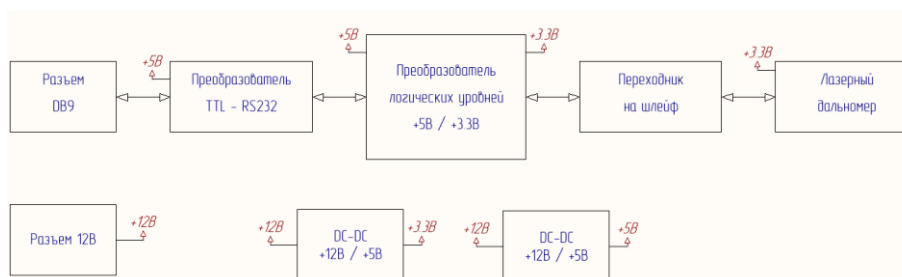 +5В
+5В
+3.3В
+3.3В
Разъем
DB9
Преобразователь
TTL - RS232
Преобразователь
логических уровней
+5В / +3.3В
Переходник
на шлейф
Лазерный
дальномер
Разъем 12В
+12В
+12В
DC-DC
+12В / +5В
+3.3В
+12В
DC-DC
+12В / +5В
+5В